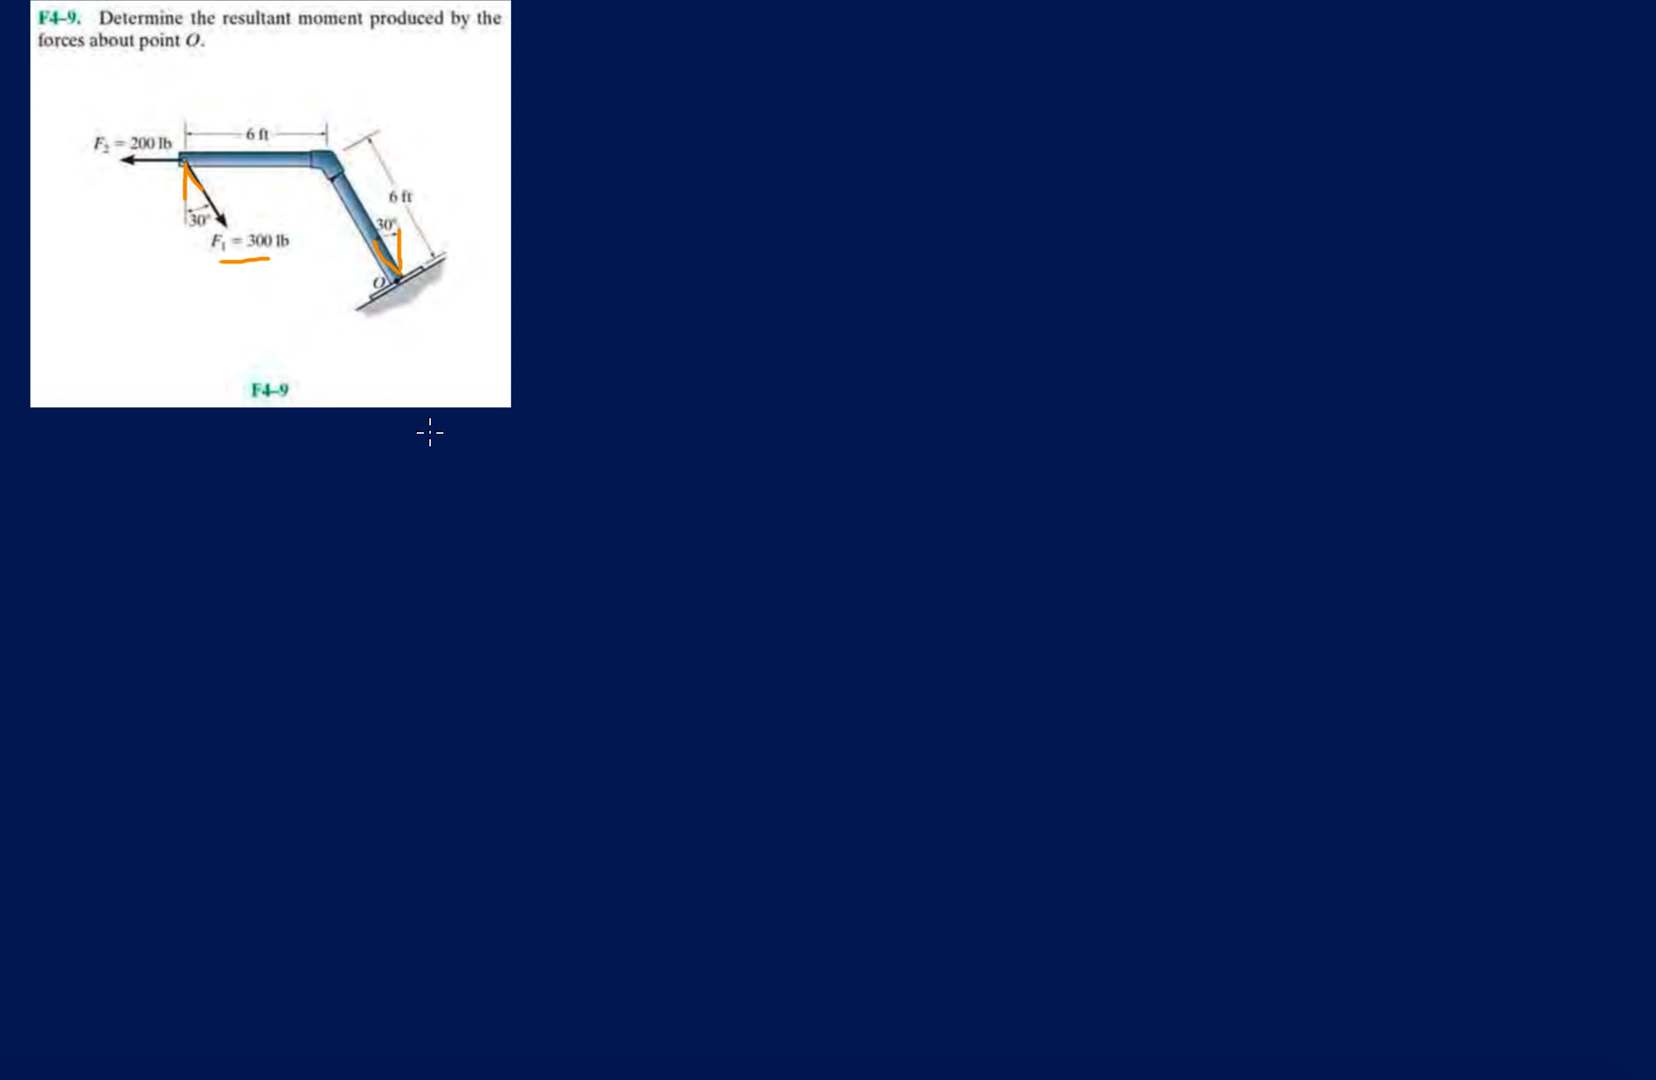 F4–9. Determine the resultant moment produced by the
forces about point O.
6 ft
F₂ = 200 lb
6 ft
30°
30°
F₁ = 300 lb
O
F4–9